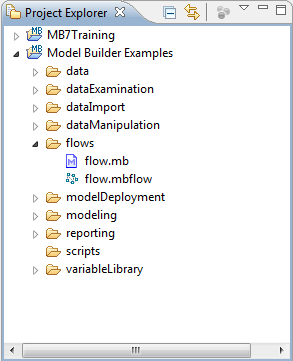 Project Explorer
MB7Training
Model Builder Examples
data
dataExamination
dataImport
dataManipulation
flows
flow.mb
flow.mbflow
modelDeployment
modeling
reporting
scripts
variableLibrary